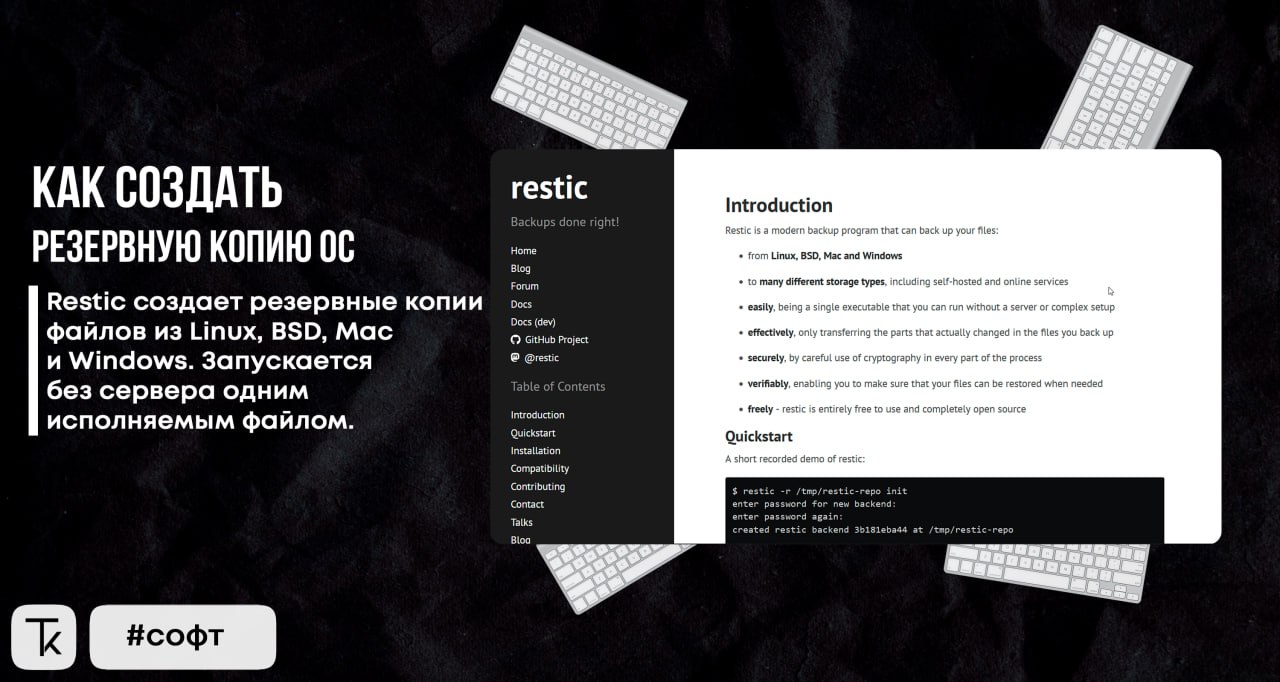 КАК СОЗДАТЬ
РЕЗЕРВНУЮ КОПИЮ ОС
Restic создает резервные копии
файлов из Linux, BSD, Mac
и Windows. Запускается
без сервера одним
исполняемым файлом.
restic
Backups done right!
Home
Blog
Forum
Docs
Docs (dev)
GitHub Project
@restic
Table of Contents
Introduction
Quickstart
Installation
Compatibility
Contributing
Contact
Talks
Blog
Introduction
Restic is a modern backup program that can back up your files:
• from Linux, BSD, Mac and Windows
• to many different storage types, including self-hosted and online services
• easily, being a single executable that you can run without a server or complex setup
• effectively, only transferring the parts that actually changed in the files you back up
• securely, by careful use of cryptography in every part of the process
• verifiably, enabling you to make sure that your files can be restored when needed
• freely - restic is entirely free to use and completely open source
Quickstart
A short recorded demo of restic:
$ restic -r /tmp/restic-repo init
enter password for new backend:
enter password again:
created restic backend 3b181eba44 at /tmp/restic-repo
Tk
#софт